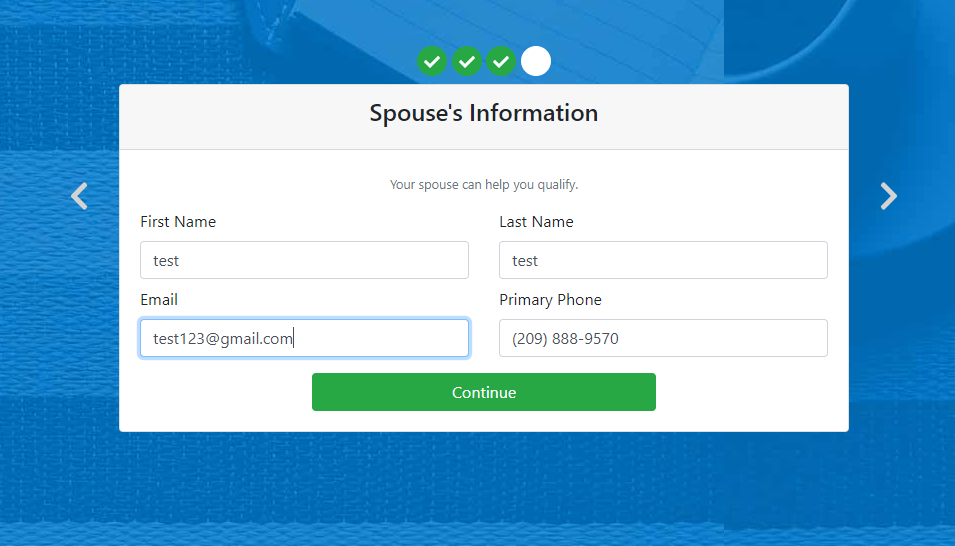 Spouse's Information
Your spouse can help you qualify.
First Name
Last Name
test
test
Email
Primary Phone
test123@gmail.com
(209) 888-9570
Continue